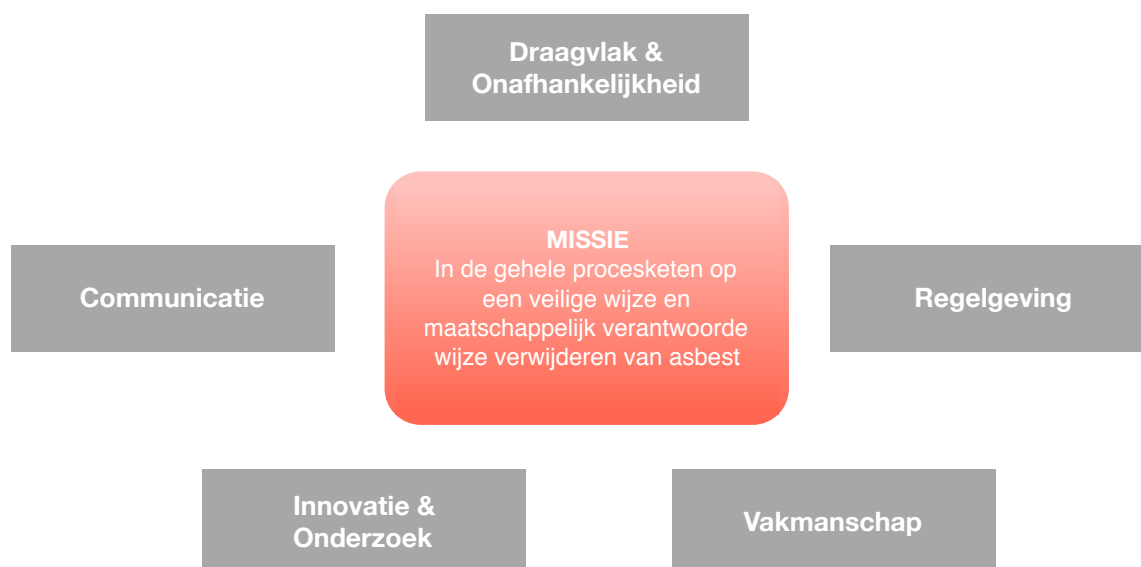 Draagvlak &
Onafhankelijkheid
MISSIE
In de gehele procesketen op
een veilige wijze en
maatschappelijk verantwoorde
wijze verwijderen van asbest
Communicatie
Regelgeving
Innovatie &
Onderzoek
Vakmanschap